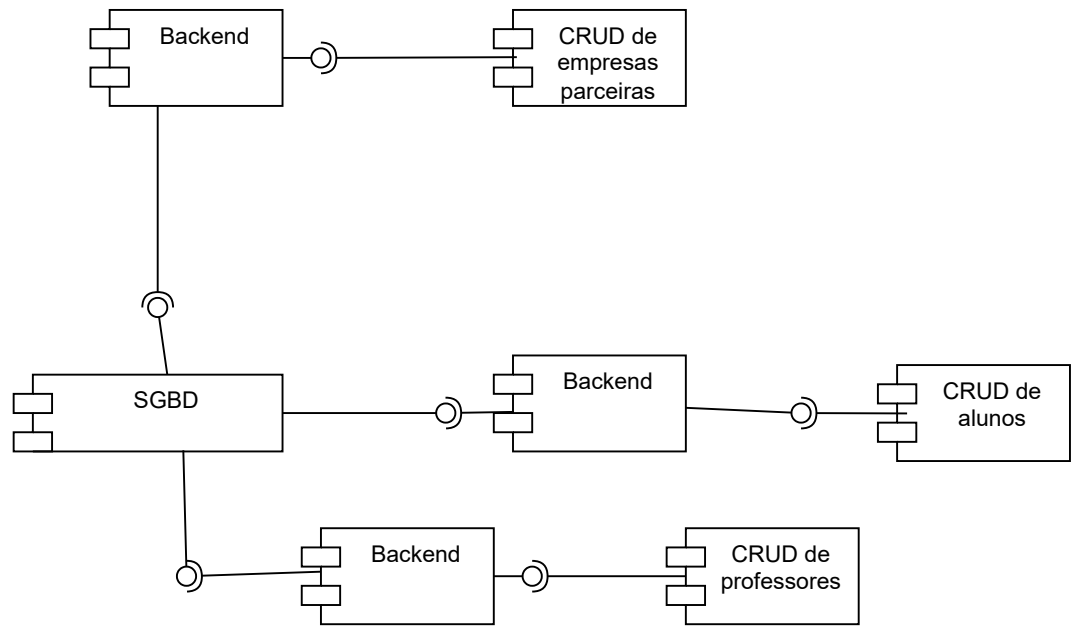 Backend
CRUD de
empresas
parceiras
SGBD
Backend
CRUD de
alunos
Backend
CRUD de
professores